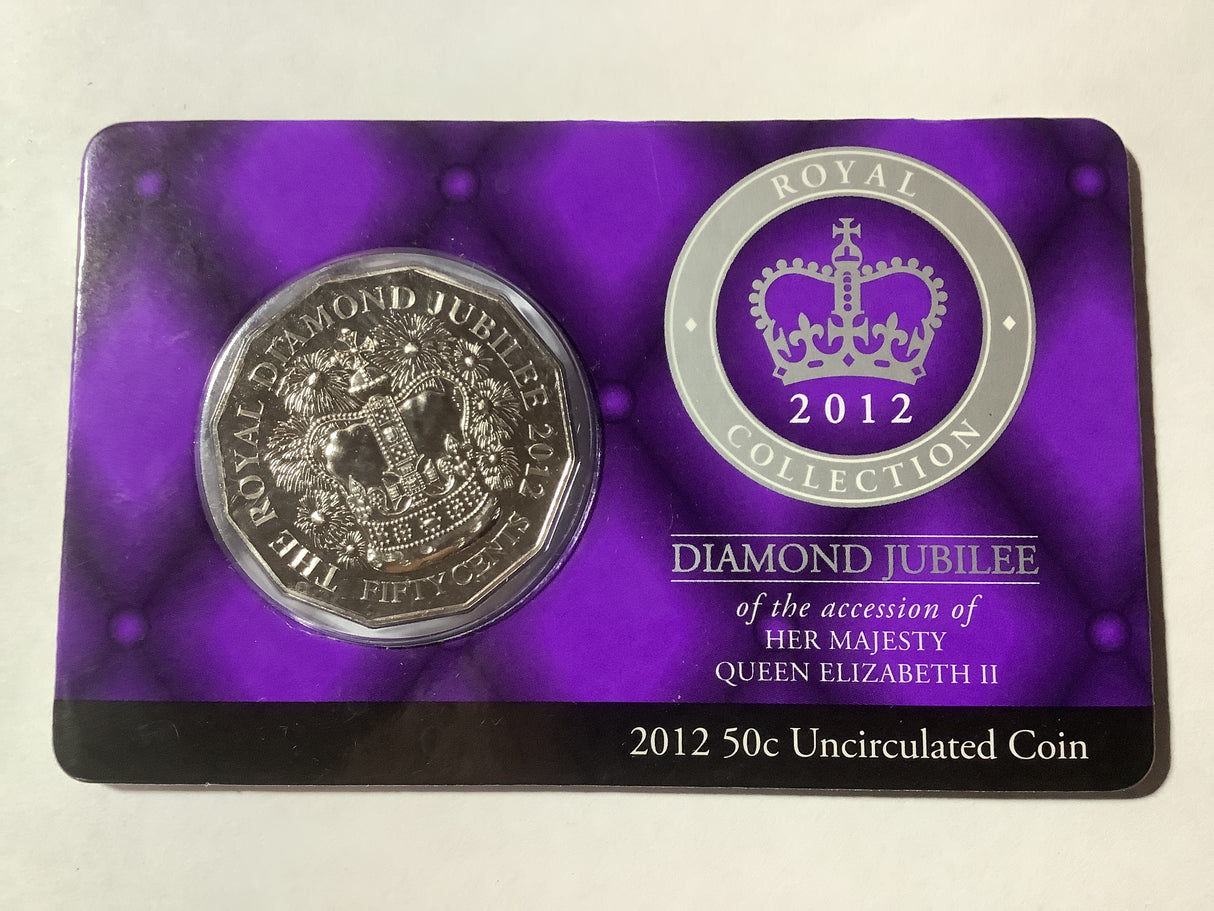 THE ROYAL DIAMOND JUBILEE 2012
FIFTY CENTS
ROYAL
2012
COLLECTION
DIAMOND JUBILEE
of the accession of
HER MAJESTY
QUEEN ELIZABETH II
2012 50c Uncirculated Coin